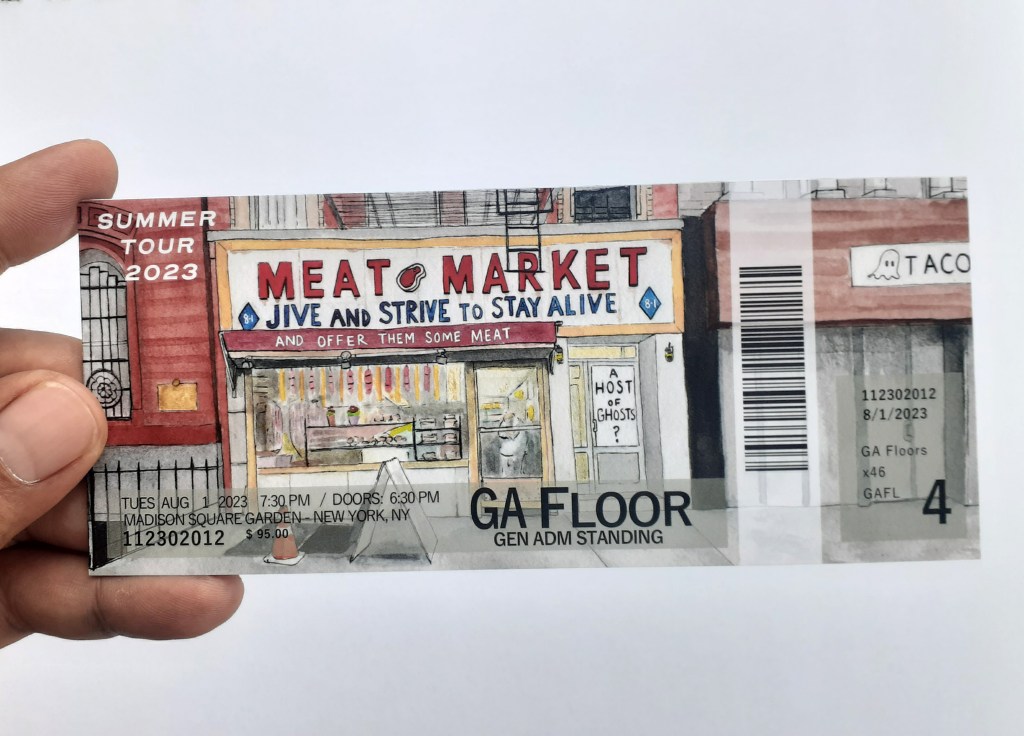 SUMMER
TOUR
2023
MEAT MARKET
8-1 JIVE AND STRIVE TO STAY ALIVE 8-1
AND OFFER THEM SOME MEAT
A
HOST
OF
GHOSTS
?
TACO
TUES AUG 1 2023 7:30 PM / DOORS: 6:30 PM
MADISON SQUARE GARDEN - NEW YORK, NY
112302012 $ 95.00
GA FLOOR
GEN ADM STANDING
112302012
8/1/2023
GA Floors
x46
GAFL
4